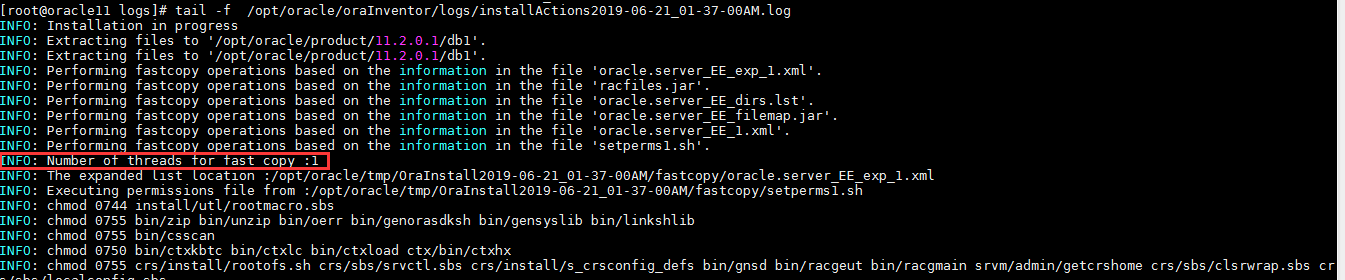 [root@oracle11 logs]# tail -f  /opt/oracle/oraInventor/logs/installActions2019-06-21_01-37-00AM.log
INFO: Installation in progress
INFO: Extracting files to '/opt/oracle/product/11.2.0.1/db1'.
INFO: Extracting files to '/opt/oracle/product/11.2.0.1/db1'.
INFO: Performing fastcopy operations based on the information in the file 'oracle.server_EE_exp_1.xml'.
INFO: Performing fastcopy operations based on the information in the file 'racfiles.jar'.
INFO: Performing fastcopy operations based on the information in the file 'oracle.server_EE_dirs.lst'.
INFO: Performing fastcopy operations based on the information in the file 'oracle.server_EE_filemap.jar'.
INFO: Performing fastcopy operations based on the information in the file 'oracle.server_EE_1.xml'.
INFO: Performing fastcopy operations based on the information in the file 'setperms1.sh'.
INFO: Number of threads for fast copy :1
INFO: The expanded list location :/opt/oracle/tmp/OraInstall2019-06-21_01-37-00AM/fastcopy/oracle.server_EE_exp_1.xml
INFO: Executing permissions file from :/opt/oracle/tmp/OraInstall2019-06-21_01-37-00AM/fastcopy/setperms1.sh
INFO: chmod 0744 install/utl/rootmacro.sbs
INFO: chmod 0755 bin/zip bin/unzip bin/oerr bin/genorasdksh bin/gensyslib bin/linkshlib
INFO: chmod 0755 bin/csscan
INFO: chmod 0750 bin/ctxkbtc bin/ctxlc bin/ctxload ctx/bin/ctxhx
INFO: chmod 0755 crs/install/rootofs.sh crs/sbs/srvctl.sbs crs/install/s_crsconfig_defs bin/gnsd bin/racgeut bin/racgmain srvm/admin/getcrshome crs/sbs/clsrwrap.sbs cr
s/sbs/localconfig.sbs